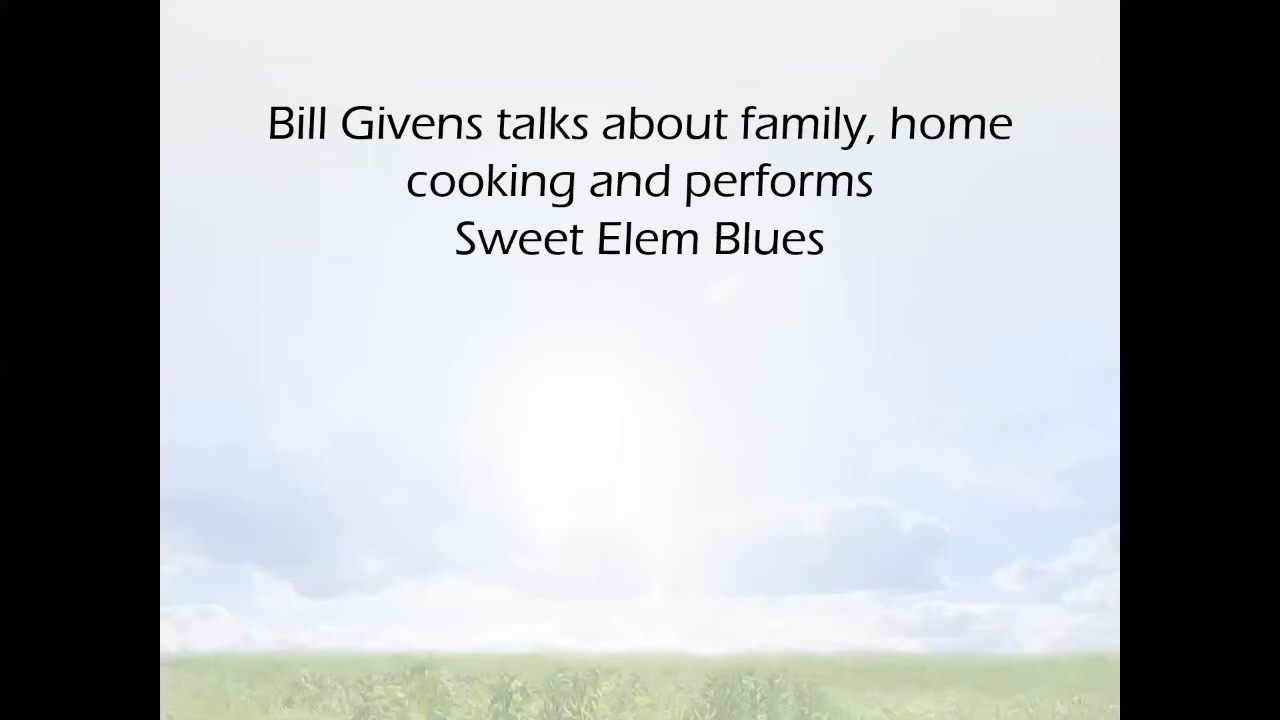 Bill Givens talks about family, home
cooking and performs
Sweet Elem Blues